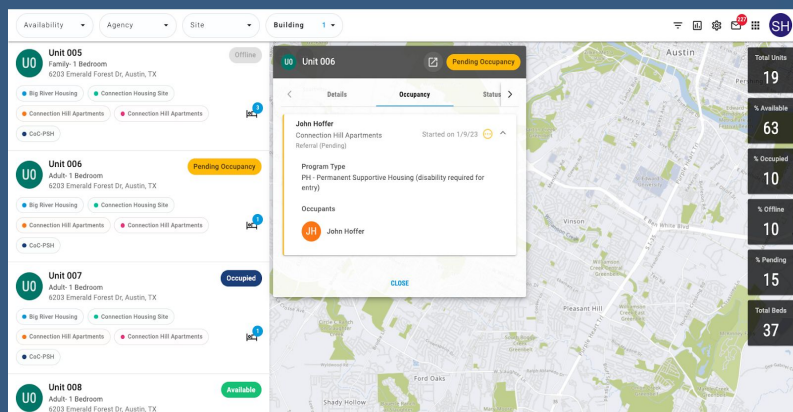 Availability
Agency
Site
Building 1
227
SH
Unit 005
Offline
U0
Family- 1 Bedroom
6203 Emerald Forest Dr, Austin, TX
Big River Housing
Connection Housing Site
Connection Hill Apartments
Connection Hill Apartments
3
CoC-PSH
Unit 006
Pending Occupancy
U0
Adult- 1 Bedroom
6203 Emerald Forest Dr, Austin, TX
Big River Housing
Connection Housing Site
Connection Hill Apartments
Connection Hill Apartments
1
CoC-PSH
Unit 007
Occupied
U0
Adult- 1 Bedroom
6203 Emerald Forest Dr, Austin, TX
Big River Housing
Connection Housing Site
Connection Hill Apartments
Connection Hill Apartments
1
CoC-PSH
Unit 008
Available
U0
Adult- 1 Bedroom
6203 Emerald Forest Dr, Austin, TX
U0
Unit 006
Pending Occupancy
Details
Occupancy
Status
John Hoffer
Connection Hill Apartments
Started on 1/9/23
Referral (Pending)
Program Type
PH - Permanent Supportive Housing (disability required for
entry)
Occupants
JH
John Hoffer
CLOSE
Austin
Vinson
E Ben White Blvd
Pleasant Hill
Ford Oaks
Shady Hollow
Total Units
19
% Available
63
% Occupied
10
% Offline
10
% Pending
15
Total Beds
37